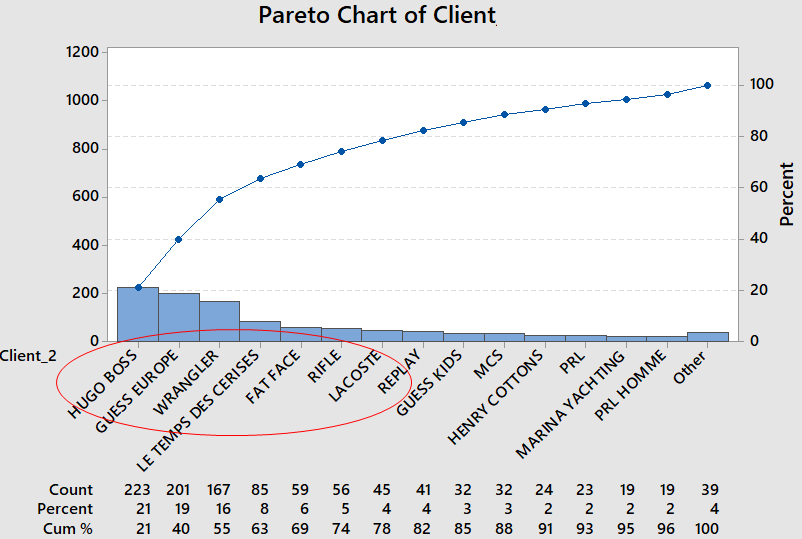 Pareto Chart of Client
1200
1000
800
600
400
200
0
100
80
60
40
20
0
Percent
Client_2
HUGO BOSS
GUESS EUROPE
WRANGLER
LE TEMPS DES CERISES
FAT FACE
RIFLE
LACOSTE
REPLAY
GUESS KIDS
MCS
HENRY COTTONS
PRL
MARINA YACHTING
PRL HOMME
Other
Count 223 201 167 85 59 56 45 41 32 32 24 23 19 19 39
Percent 21 19 16 8 6 5 4 4 3 3 2 2 2 2 4
Cum % 21 40 55 63 69 74 78 82 85 88 91 93 95 96 100